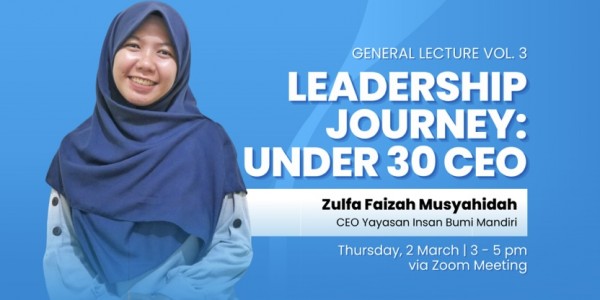 GENERAL LECTURE VOL. 3
LEADERSHIP
JOURNEY:
UNDER 30 CEO
Zulfa Faizah Musyahidah
CEO Yayasan Insan Bumi Mandiri
Thursday, 2 March | 3 - 5 pm
via Zoom Meeting